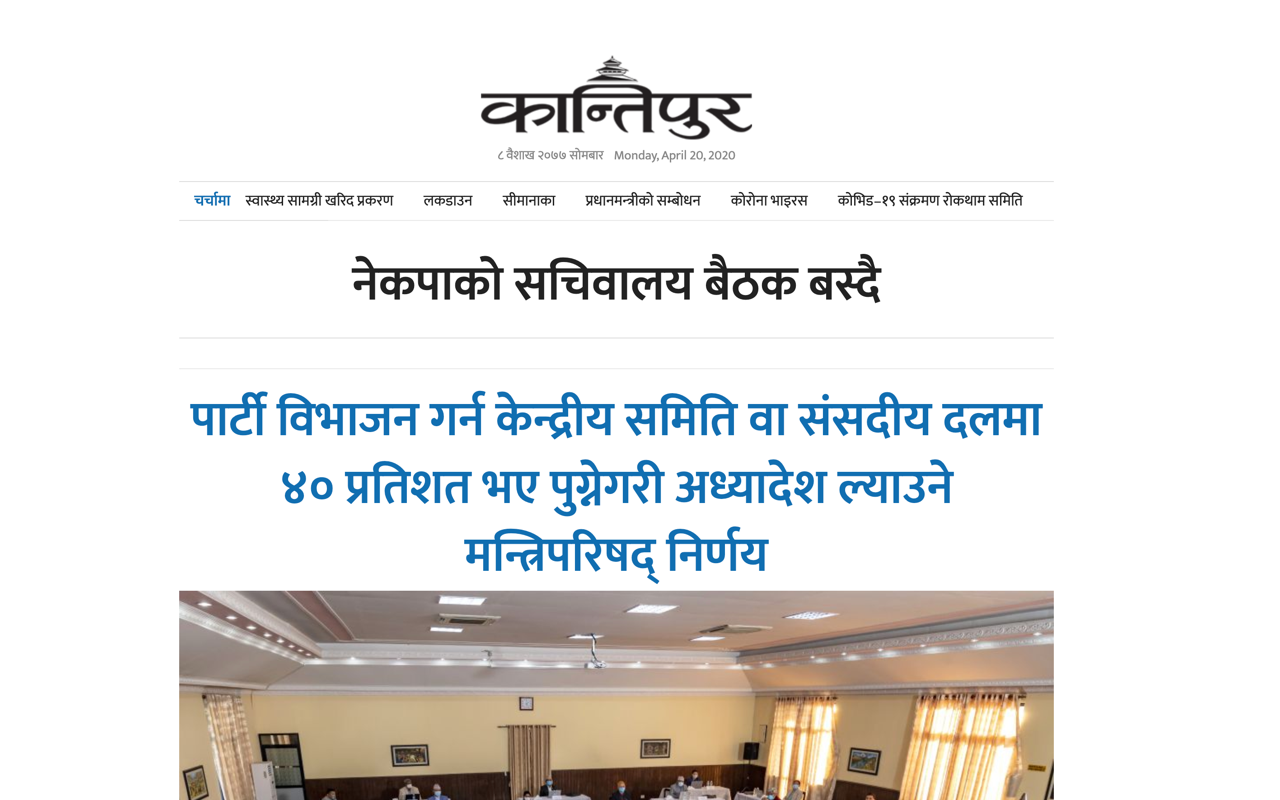 कान्तिपुर
८ वैशाख २०७७ सोमबार Monday, April 20, 2020
चर्चामा स्वास्थ्य सामग्री खरिद प्रकरण लकडाउन सीमानाका प्रधानमन्त्रीको सम्बोधन कोरोना भाइरस कोभिड–१९ संक्रमण रोकथाम समिति
नेकपाको सचिवालय बैठक बस्दै
पार्टी विभाजन गर्न केन्द्रीय समिति वा संसदीय दलमा
४० प्रतिशत भए पुग्नेगरी अध्यादेश ल्याउने
मन्त्रिपरिषद् निर्णय